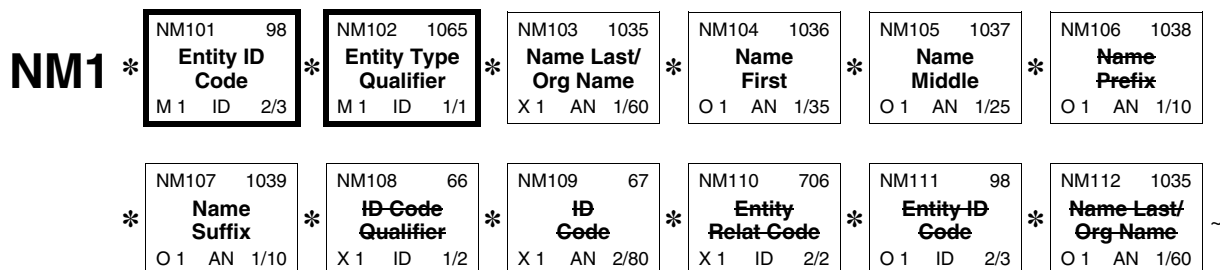 NM101 98 NM102 1065 NM103 1035 NM104 1036 NM105 1037 NM106 1038
NM1 * Entity ID * Entity Type * Name Last/ * Name * Name * Name
Code Qualifier Org Name First Middle Prefix
M 1 ID 2/3 M 1 ID 1/1 X 1 AN 1/60 O 1 AN 1/35 O 1 AN 1/25 O 1 AN 1/10
NM107 1039 NM108 66 NM109 67 NM110 706 NM111 98 NM112 1035
* Name * ID Code * ID * Entity * Entity ID * Name Last/ ~
Suffix Qualifier Code Relat Code Code Org Name
O 1 AN 1/10 X 1 ID 1/2 X 1 AN 2/80 X 1 ID 2/2 O 1 ID 2/3 O 1 AN 1/60